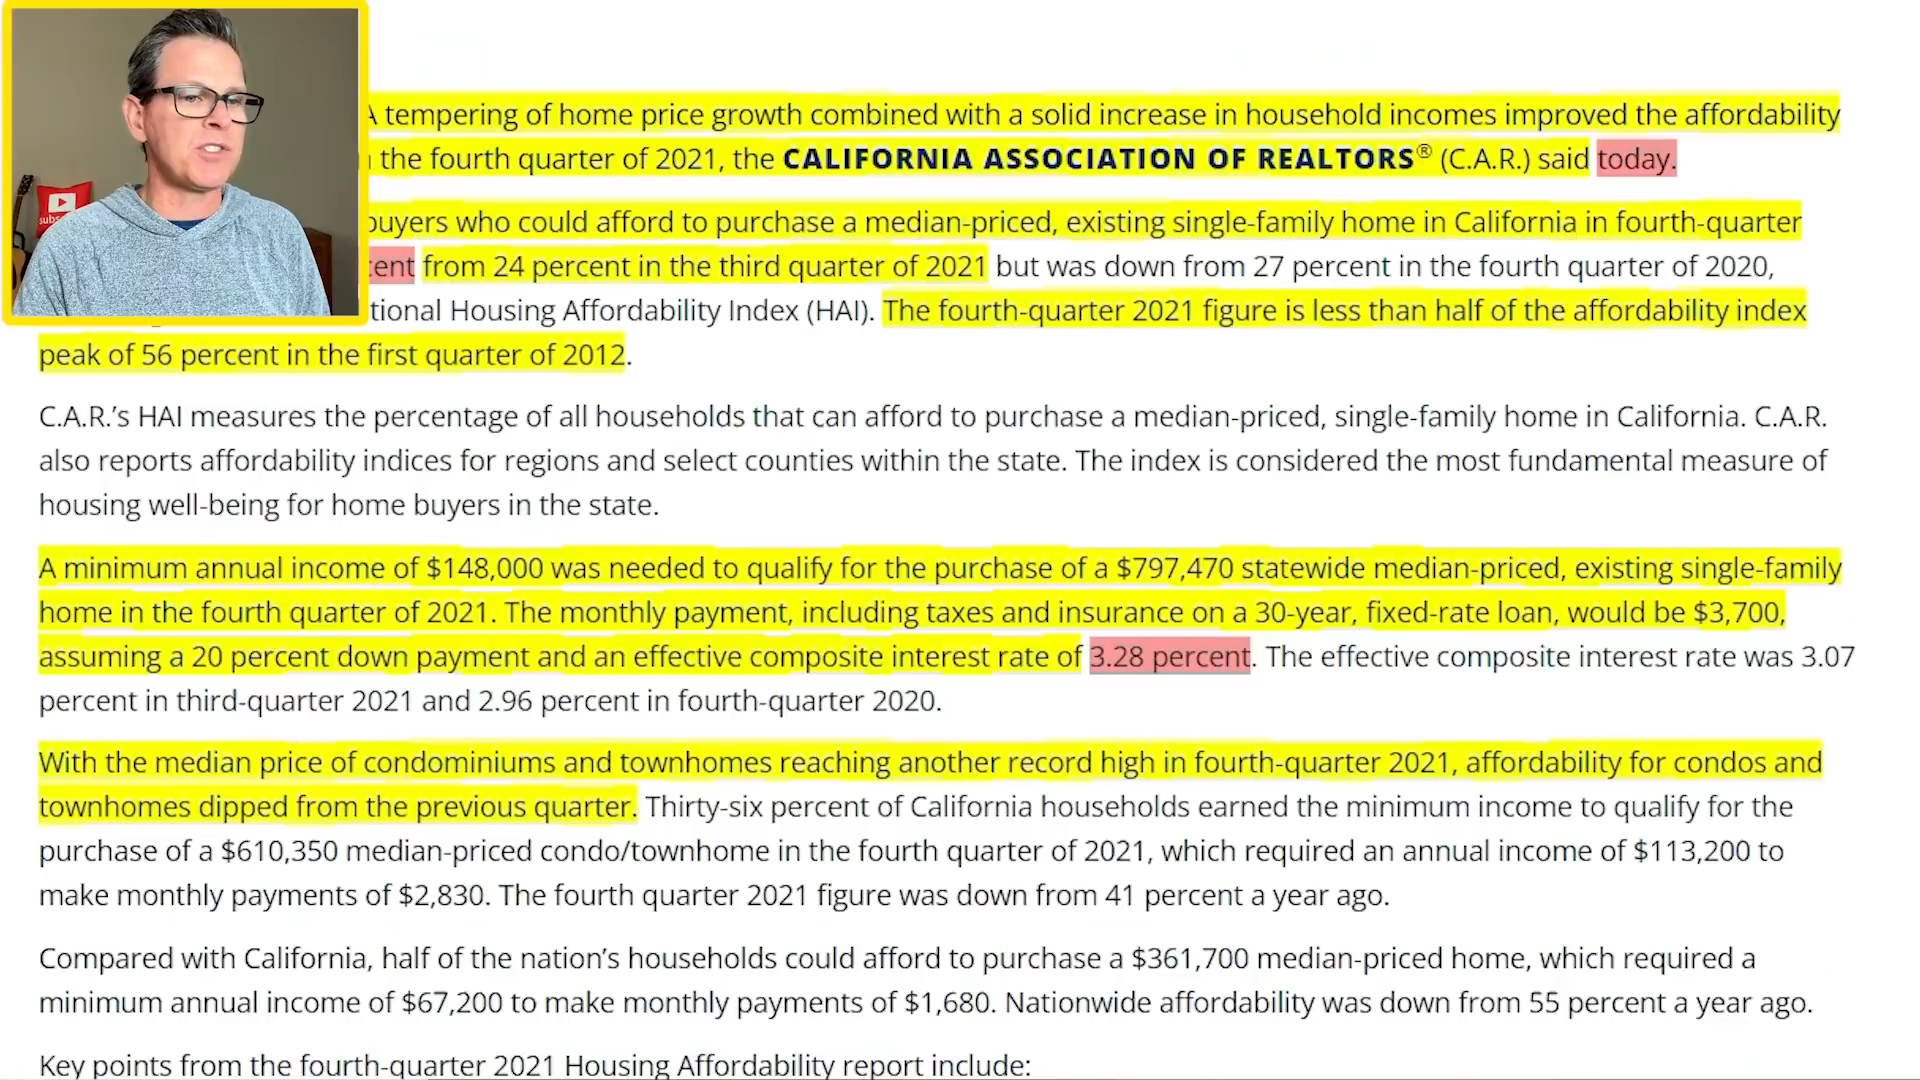 A tempering of home price growth combined with a solid increase in household incomes improved the affordability
the fourth quarter of 2021, the CALIFORNIA ASSOCIATION OF REALTORS® (C.A.R.) said today.
buyers who could afford to purchase a median-priced, existing single-family home in California in fourth-quarter
cent from 24 percent in the third quarter of 2021 but was down from 27 percent in the fourth quarter of 2020,
tional Housing Affordability Index (HAI). The fourth-quarter 2021 figure is less than half of the affordability index
peak of 56 percent in the first quarter of 2012.
C.A.R.’s HAI measures the percentage of all households that can afford to purchase a median-priced, single-family home in California. C.A.R.
also reports affordability indices for regions and select counties within the state. The index is considered the most fundamental measure of
housing well-being for home buyers in the state.
A minimum annual income of $148,000 was needed to qualify for the purchase of a $797,470 statewide median-priced, existing single-family
home in the fourth quarter of 2021. The monthly payment, including taxes and insurance on a 30-year, fixed-rate loan, would be $3,700,
assuming a 20 percent down payment and an effective composite interest rate of 3.28 percent. The effective composite interest rate was 3.07
percent in third-quarter 2021 and 2.96 percent in fourth-quarter 2020.
With the median price of condominiums and townhomes reaching another record high in fourth-quarter 2021, affordability for condos and
townhomes dipped from the previous quarter. Thirty-six percent of California households earned the minimum income to qualify for the
purchase of a $610,350 median-priced condo/townhome in the fourth quarter of 2021, which required an annual income of $113,200 to
make monthly payments of $2,830. The fourth quarter 2021 figure was down from 41 percent a year ago.
Compared with California, half of the nation’s households could afford to purchase a $361,700 median-priced home, which required a
minimum annual income of $67,200 to make monthly payments of $1,680. Nationwide affordability was down from 55 percent a year ago.
Key points from the fourth-quarter 2021 Housing Affordability report include: